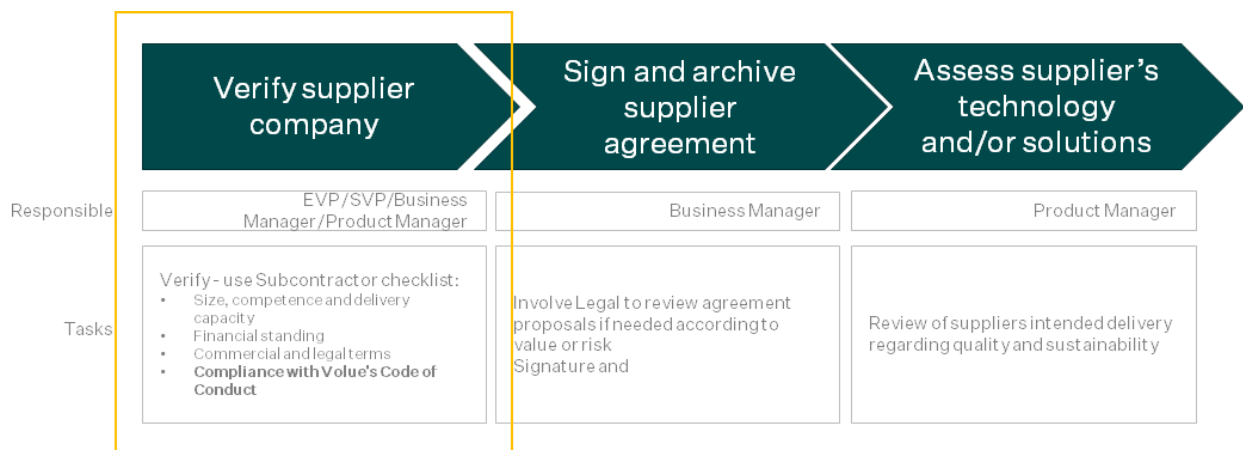 Verify supplier
company
Sign and archive
supplier
agreement
Assess supplier's
technology
and/or solutions
Responsible
EVP/SVP/Business
Manager/Product Manager
Business Manager
Product Manager
Tasks
Verify - use Subcontractor checklist:
• Size, competence and delivery
capacity
• Financial standing
• Commercial and legal terms
• Compliance with Volue's Code of
Conduct
Involve Legal to review agreement
proposals if needed according to
value or risk
Signature and
Review of suppliers intended delivery
regarding quality and sustainability